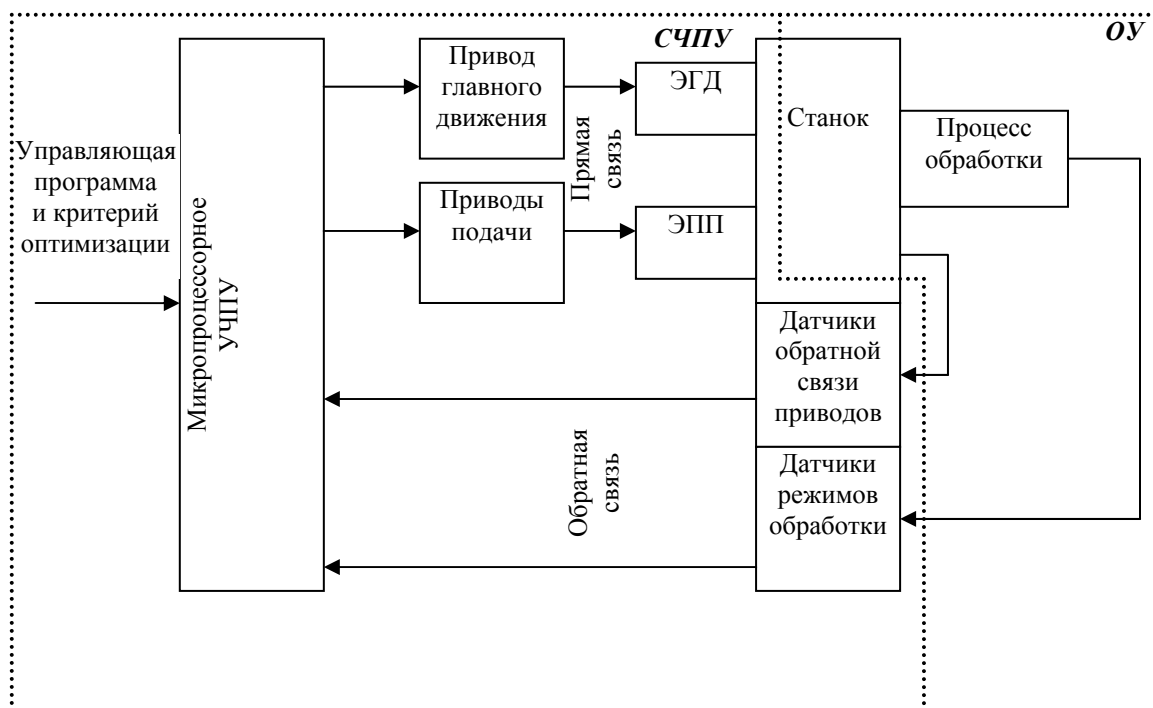 СЧПУ
ОУ
Управляющая
программа
и критерий
оптимизации
Микропроцессорное
УЧПУ
Привод
главного
движения
Прямая
связь
ЭГД
Станок
Процесс
обработки
Приводы
подачи
ЭПП
Датчики
обратной
связи
приводов
Обратная
связь
Датчики
режимов
обработки